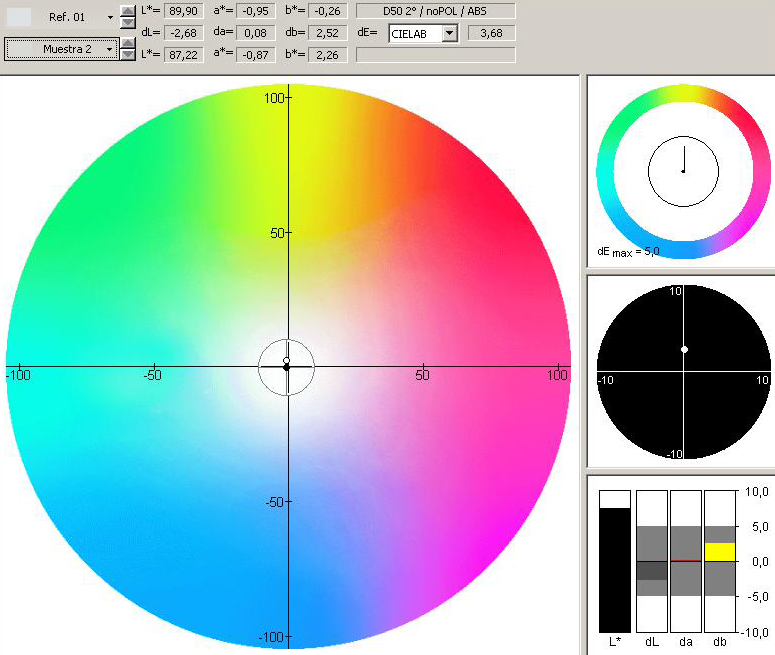 Ref. 01 L*= 89,90 a*= -0,95 b*= -0,26 D50 2° / noPOL / ABS
dL= -2,68 da= 0,08 db= 2,52 dE= CIELAB 3,68
Muestra 2 L*= 87,22 a*= -0,87 b*= 2,26
100
50
-100 -50 50 100
-50
-100
dE max = 5,0
10
-10 10
-10
10,0
5,0
0,0
-5,0
-10,0
L* dL da db